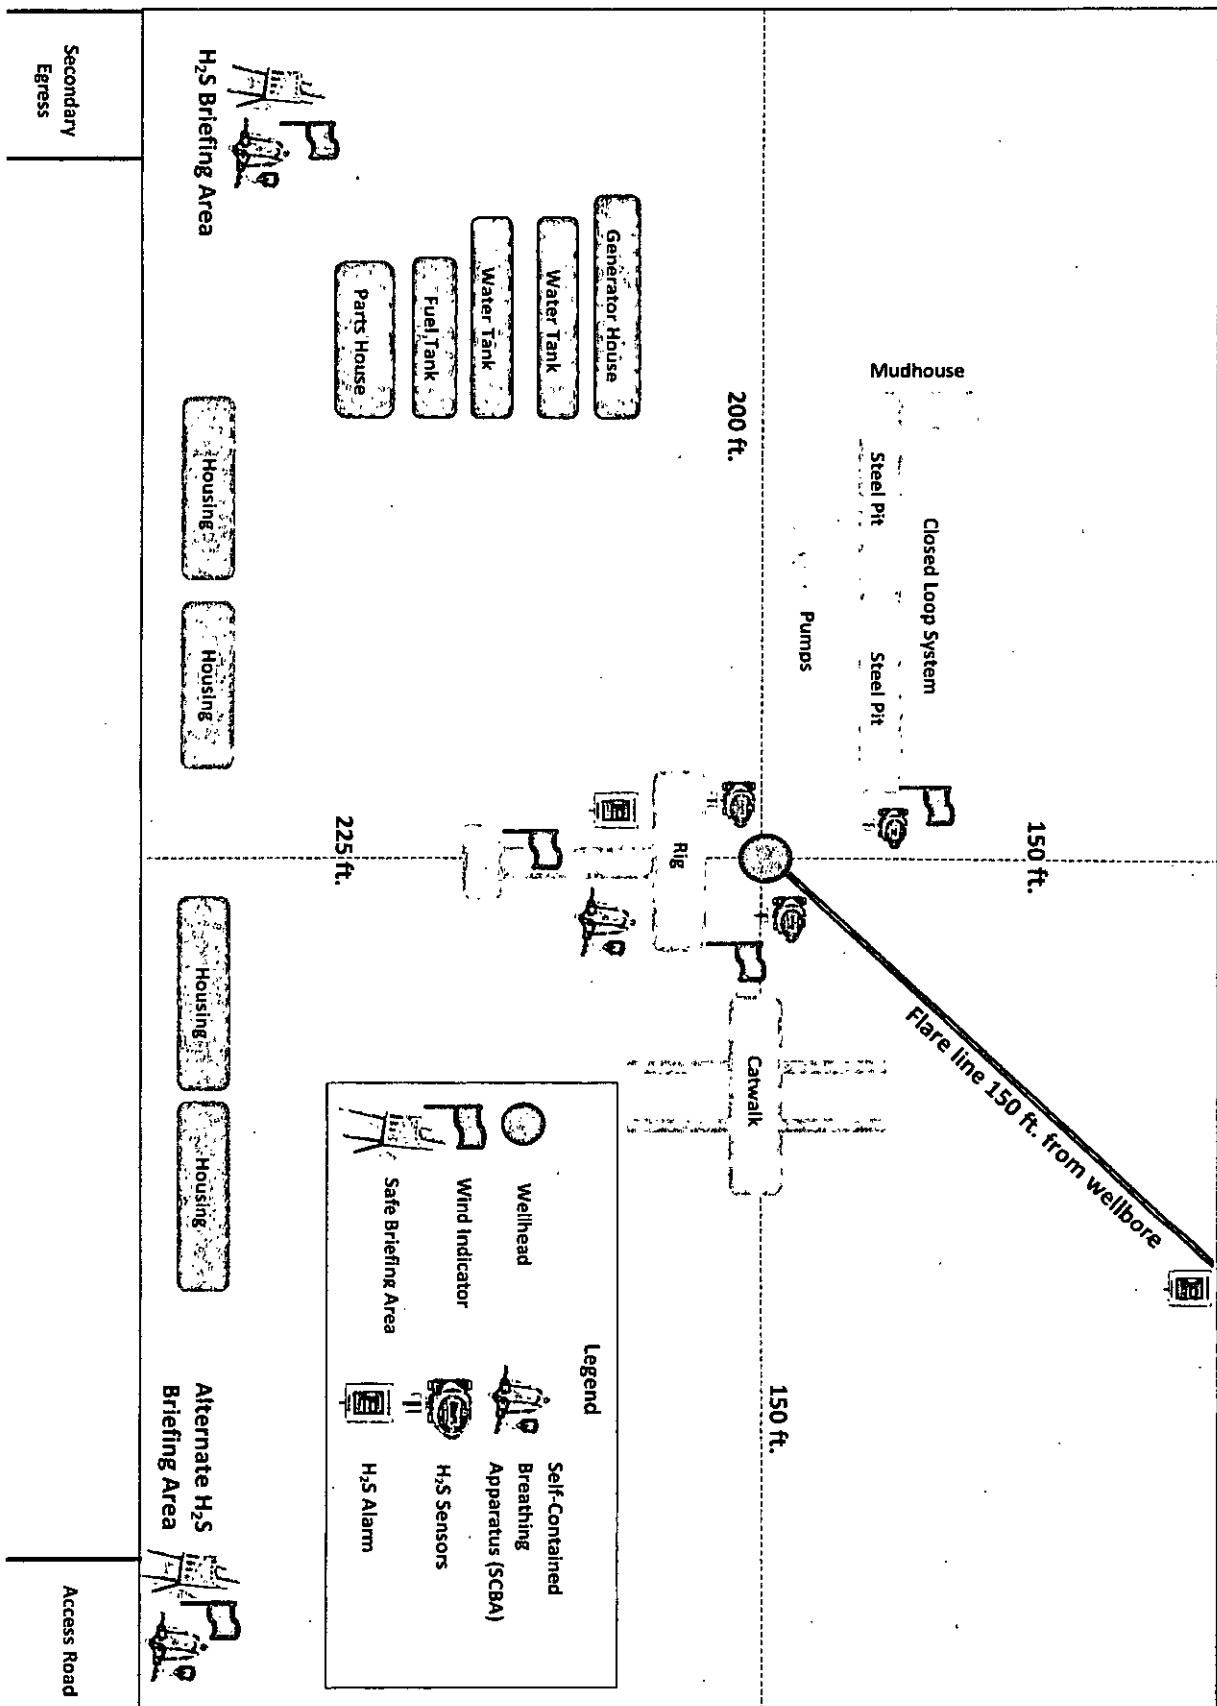 150 ft.
Mudhouse
Closed Loop System
Steel Pit
Steel Pit
Pumps
Flare line 150 ft. from wellbore
200 ft.
150 ft.
Generator House
Water Tank
Water Tank
Fuel Tank
Parts House
Rig
Catwalk
225 ft.
Legend
Wellhead
Wind Indicator
Safe Briefing Area
Self-Contained
Breathing
Apparatus (SCBA)
H₂S Sensors
H₂S Alarm
H₂S Briefing Area
Housing
Housing
Housing
Housing
Alternate H₂S
Briefing Area
Secondary
Egress
Access Road